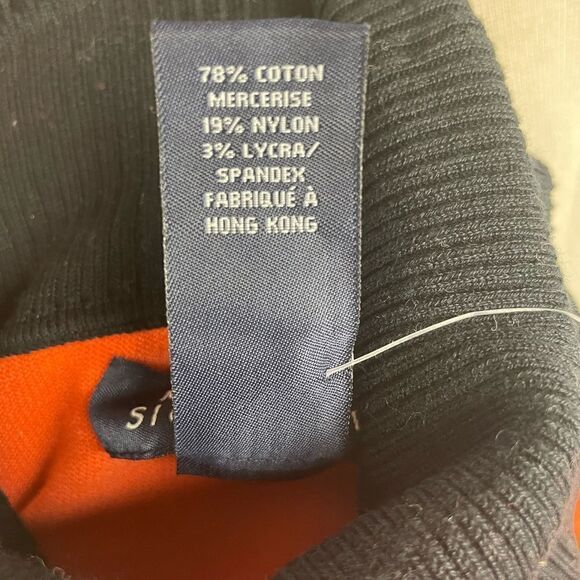 78% COTON
MERCERISE
19% NYLON
3% LYCRA/
SPANDEX
FABRIQUÉ À
HONG KONG